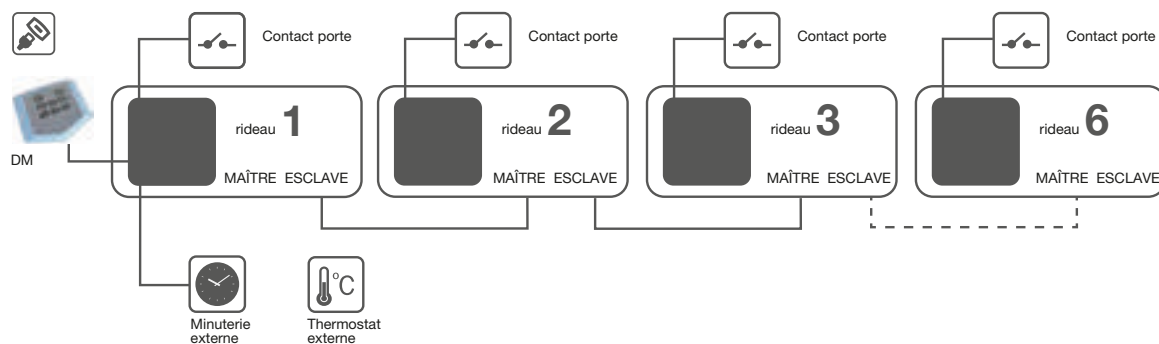 Contact porte
Contact porte
Contact porte
Contact porte
DM
rideau 1
MAÎTRE ESCLAVE
rideau 2
MAÎTRE ESCLAVE
rideau 3
MAÎTRE ESCLAVE
rideau 6
MAÎTRE ESCLAVE
°C
Minuterie
externe
Thermostat
externe